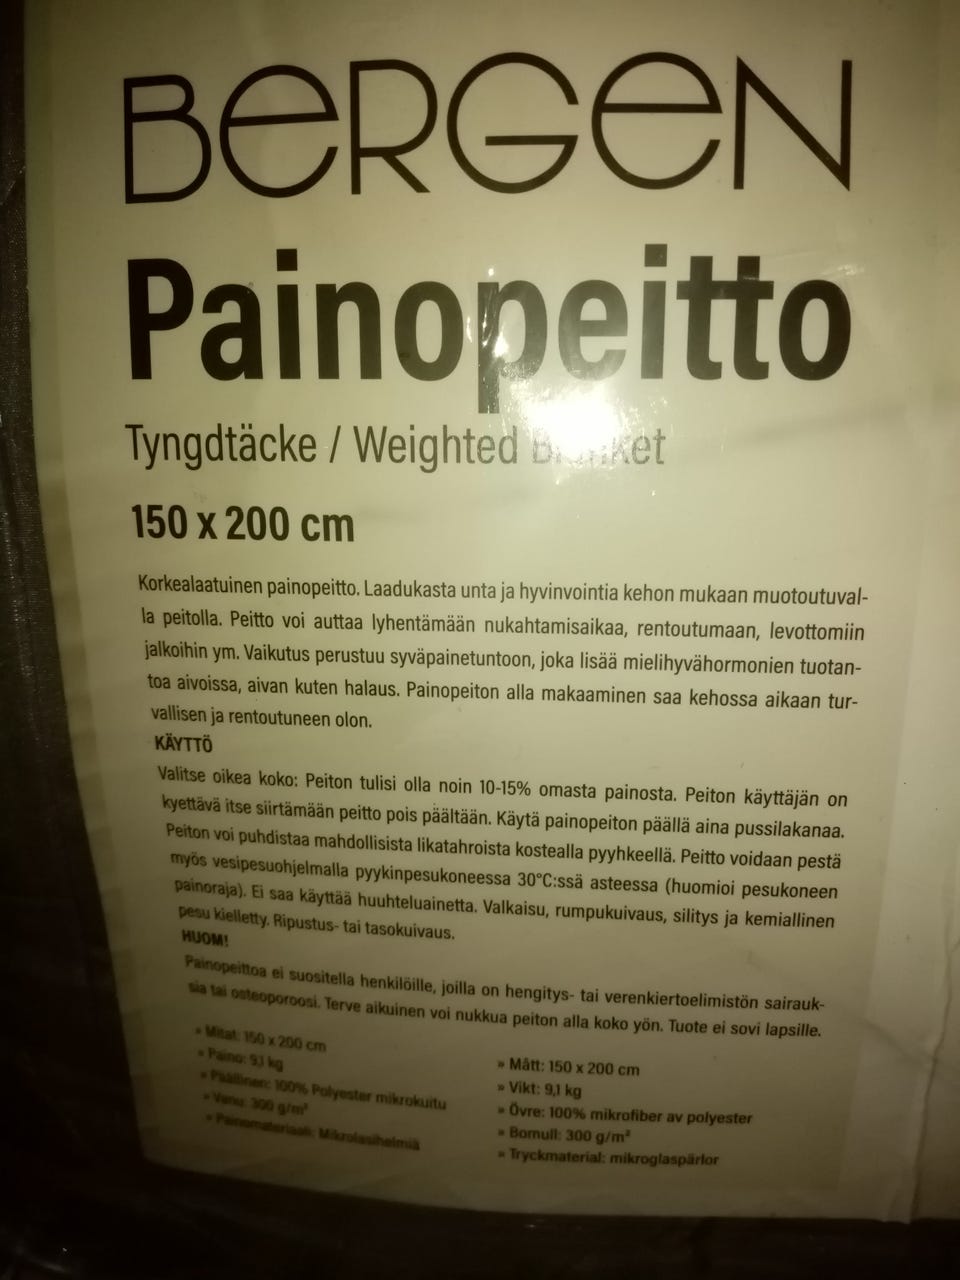 BERGEN
Painopeitto
Tyngdtäcke / Weighted Blanket
150 x 200 cm
Korkealaatuinen painopeitto. Laadukasta unta ja hyvinvointia kehon mukaan muotoutuval-
la peitolla. Peitto voi auttaa lyhentämään nukahtamisaikaa, rentoutumaan, levottomiin
jalkoihin ym. Vaikutus perustuu syväpainetuntoon, joka lisää mielihyvähormonien tuotan-
toa aivoissa, aivan kuten halaus. Painopeiton alla makaaminen saa kehossa aikaan tur-
vallisen ja rentoutuneen olon.
KÄYTTÖ
Valitse oikea koko: Peiton tulisi olla noin 10-15% omasta painosta. Peiton käyttäjän on
kyettävä itse siirtämään peitto pois päältään. Käytä painopeiton päällä aina pussilakanaa.
Peiton voi puhdistaa mahdollisista likatahroista kostealla pyyhkeellä. Peitto voidaan pestä
myös vesipesuohjelmalla pyykinpesukoneessa 30°C:ssä asteessa (huomioi pesukoneen
painoraja). Ei saa käyttää huuhteluainetta. Valkaisu, rumpukuivaus, silitys ja kemiallinen
pesu kielletty. Ripustus- tai tasokuivaus.
HUOM!
Painopeittoa ei suositella henkilöille, joilla on hengitys- tai verenkiertoelimistön sairauk-
sia tai osteoporoosi. Terve aikuinen voi nukkua peiton alla koko yön. Tuote ei sovi lapsille.
» Mitat: 150 x 200 cm
» Paino: 9,1 kg
» Päällinen: 100% Polyester mikrokuitu
» Vanu: 300 g/m²
» Painomateriaali: Mikrolasihelmiä
» Mått: 150 x 200 cm
» Vikt: 9,1 kg
» Övre: 100% mikrofiber av polyester
» Bomull: 300 g/m²
» Tryckmaterial: mikroglaspärlor